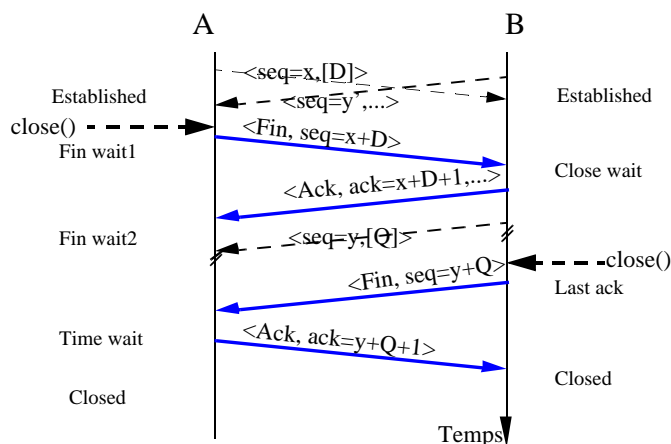 A B
<seq=x,[D]>
Established <seq=y',...> Established
close() <Fin, seq=x+D>
Fin wait1 Close wait
<Ack, ack=x+D+1,...>
Fin wait2 <seq=y,[Q]>
close()
<Fin, seq=y+Q> Last ack
Time wait <Ack, ack=y+Q+1>
Closed Closed
Temps